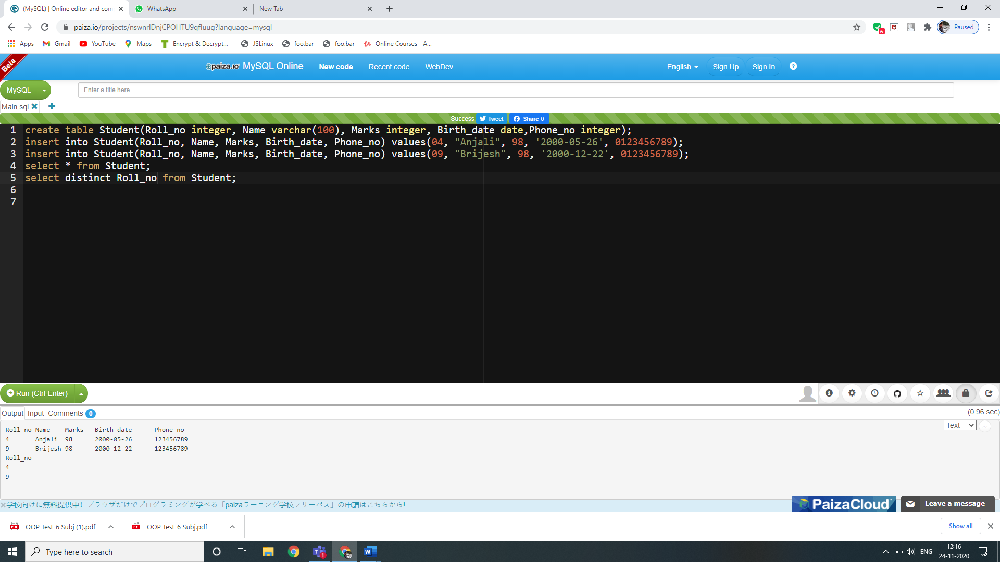 (MySQL) | Online editor and com
WhatsApp
New Tab
paiza.io/projects/nswnrIDnjCPOHTU9qfIuug?language=mysql
6
Paused
Apps
Gmail
YouTube
Maps
Encrypt & Decrypt...
JSLinux
foo.bar
foo.bar
Online Courses - A...
Beta
paiza.io MySQL Online
New code
Recent code
WebDev
English
Sign Up
Sign In
?
MySQL
Enter a title here
Main.sql
Success
Tweet
Share 0
1 create table Student(Roll_no integer, Name varchar(100), Marks integer, Birth_date date,Phone_no integer);
2 insert into Student(Roll_no, Name, Marks, Birth_date, Phone_no) values(04, "Anjali", 98, '2000-05-26', 0123456789);
3 insert into Student(Roll_no, Name, Marks, Birth_date, Phone_no) values(09, "Brijesh", 98, '2000-12-22', 0123456789);
4 select * from Student;
5 select distinct Roll_no from Student;
6
7
Run (Ctrl-Enter)
Output Input Comments 0
(0.96 sec)
Text
Roll_no Name Marks Birth_date Phone_no
4 Anjali 98 2000-05-26 123456789
9 Brijesh 98 2000-12-22 123456789
Roll_no
4
9
学校向けに無料提供中! ブラウザだけでプログラミングが学べる「paizaラーニング学校フリーパス」の申請はこちらから!
PaizaCloud
Leave a message
PDF OOP Test-6 Subj (1).pdf
PDF OOP Test-6 Subj.pdf
Show all
Type here to search
1
W
ENG
12:16
24-11-2020